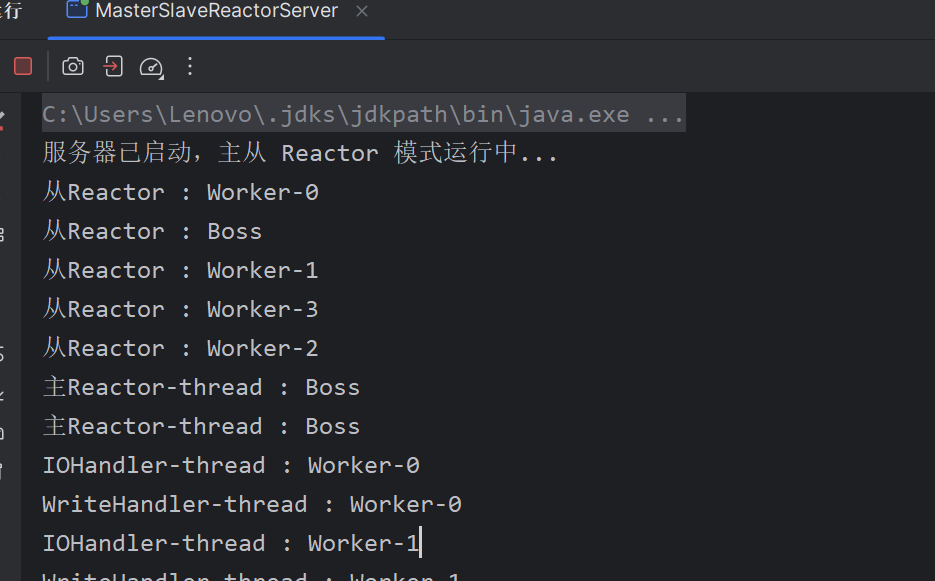 运行
MasterSlaveReactorServer
C:\Users\Lenovo\.jdks\jdkpath\bin\java.exe ...
服务器已启动，主从 Reactor 模式运行中...
从Reactor : Worker-0
从Reactor : Boss
从Reactor : Worker-1
从Reactor : Worker-3
从Reactor : Worker-2
主Reactor-thread : Boss
主Reactor-thread : Boss
IOHandler-thread : Worker-0
WriteHandler-thread : Worker-0
IOHandler-thread : Worker-1
WriteHandler-thread : Worker-1